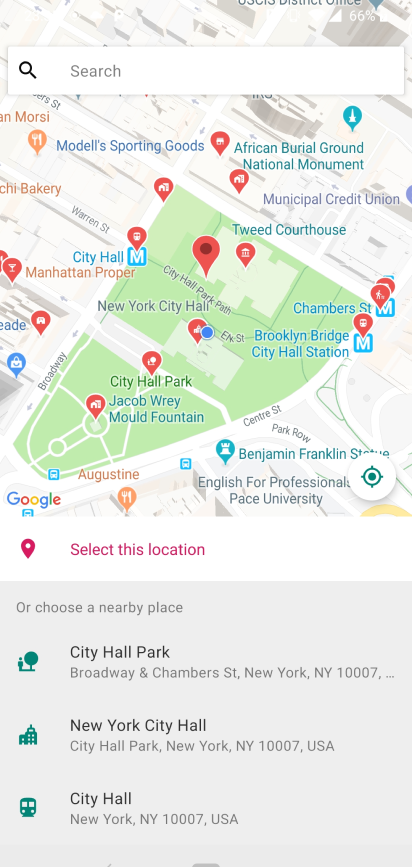 USCIS District Office
66%
Search
an Morsi
Modell's Sporting Goods
African Burial Ground
National Monument
chi Bakery
Municipal Credit Union
Warren St
Tweed Courthouse
City Hall
M
Manhattan Proper
City Hall Park Path
New York City Hall
Chambers St
M
eade
Elk St
Brooklyn Bridge
City Hall Station
M
Broadway
City Hall Park
Jacob Wrey
Mould Fountain
Centre St
Park Row
Benjamin Franklin Statue
Augustine
English For Professionals
Pace University
Google
Select this location
Or choose a nearby place
City Hall Park
Broadway & Chambers St, New York, NY 10007, ...
New York City Hall
City Hall Park, New York, NY 10007, USA
City Hall
New York, NY 10007, USA